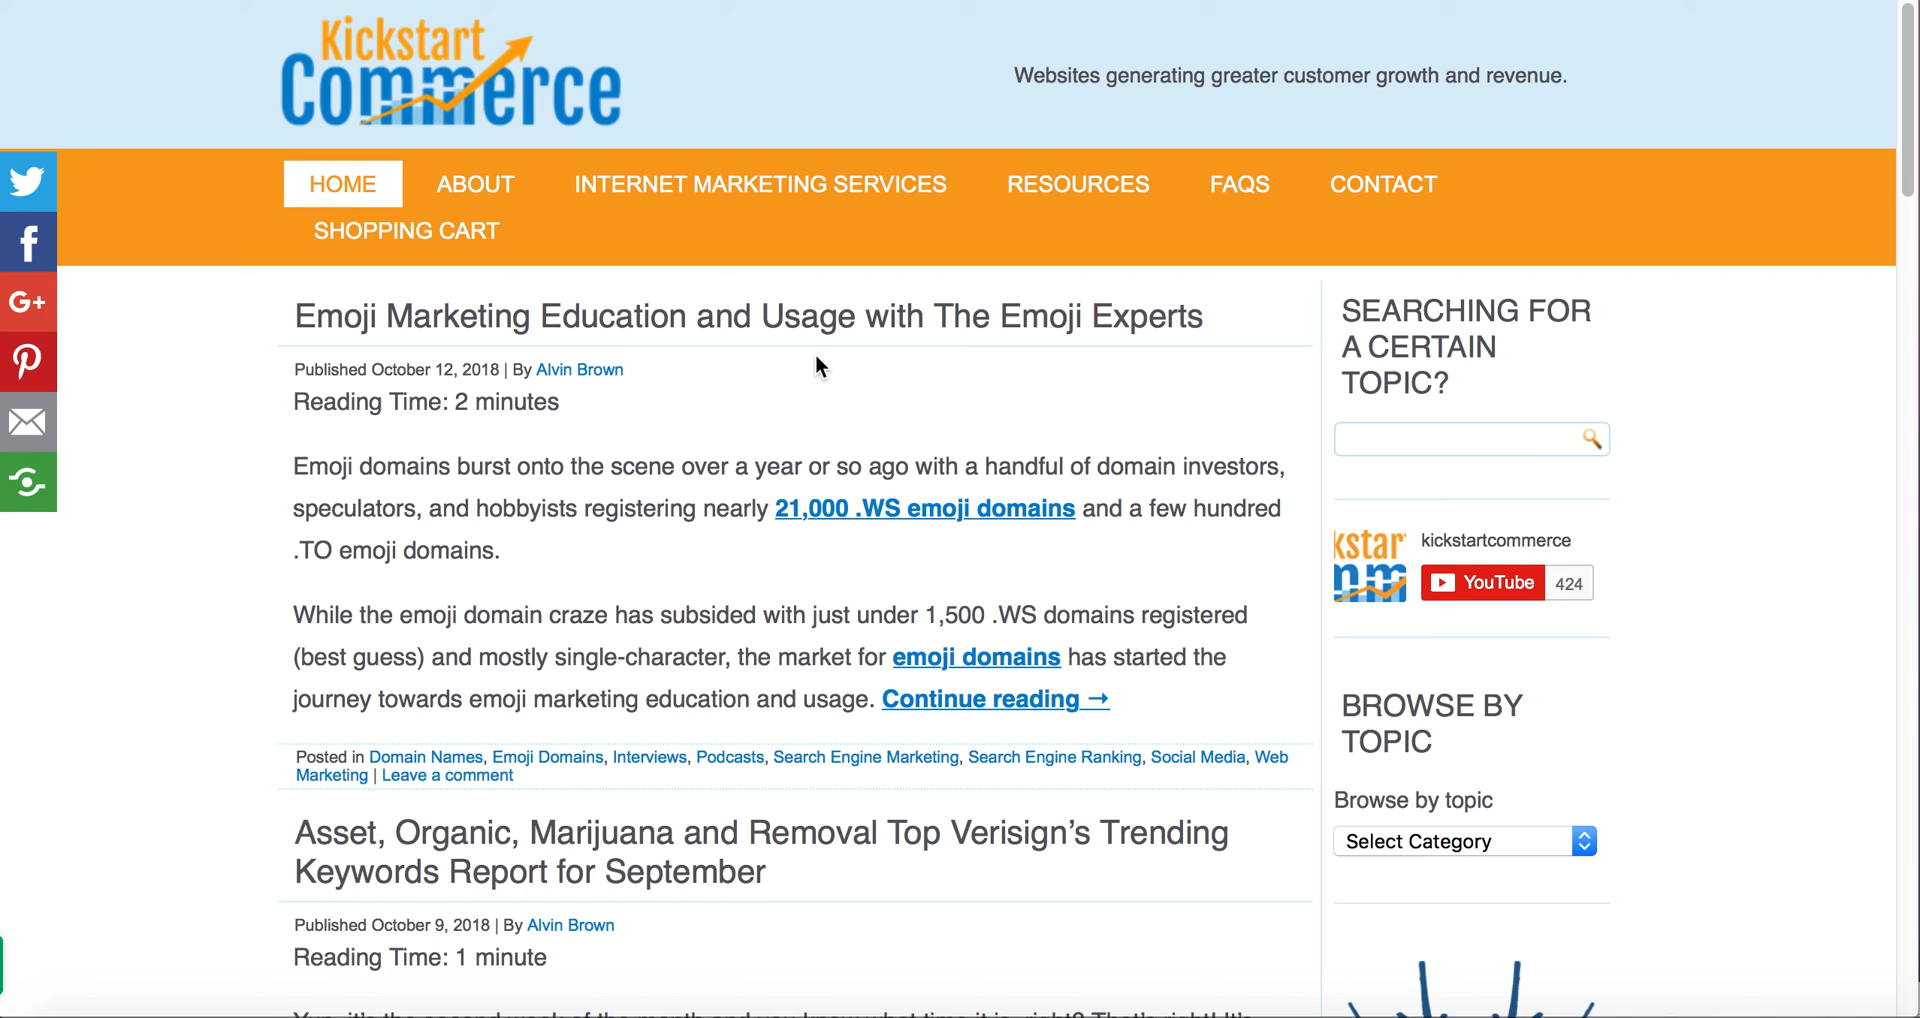 Kickstart
Commerce
Websites generating greater customer growth and revenue.
HOME ABOUT INTERNET MARKETING SERVICES RESOURCES FAQS CONTACT
SHOPPING CART
G+
Emoji Marketing Education and Usage with The Emoji Experts
Published October 12, 2018 | By Alvin Brown
Reading Time: 2 minutes
Emoji domains burst onto the scene over a year or so ago with a handful of domain investors,
speculators, and hobbyists registering nearly 21,000 .WS emoji domains and a few hundred
.TO emoji domains.
While the emoji domain craze has subsided with just under 1,500 .WS domains registered
(best guess) and mostly single-character, the market for emoji domains has started the
journey towards emoji marketing education and usage. Continue reading →
Posted in Domain Names, Emoji Domains, Interviews, Podcasts, Search Engine Marketing, Search Engine Ranking, Social Media, Web
Marketing | Leave a comment
Asset, Organic, Marijuana and Removal Top Verisign's Trending
Keywords Report for September
Published October 9, 2018 | By Alvin Brown
Reading Time: 1 minute
SEARCHING FOR
A CERTAIN
TOPIC?
kickstartcommerce
YouTube 424
BROWSE BY
TOPIC
Browse by topic
Select Category